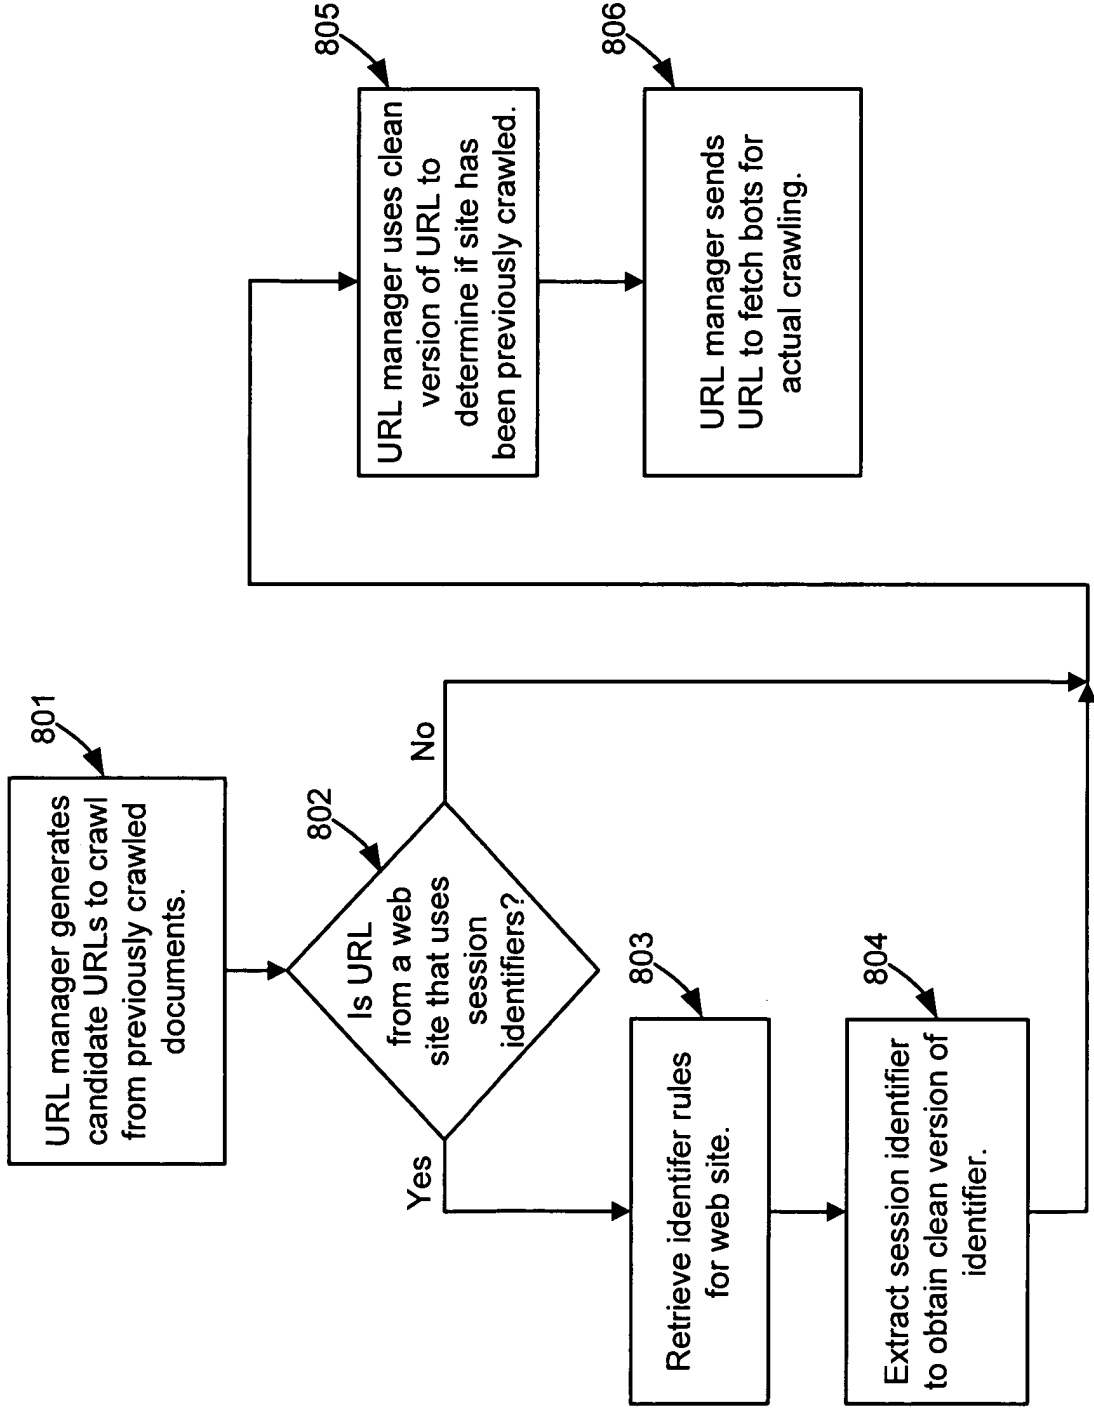 801
URL manager generates
candidate URLs to crawl
from previously crawled
documents.
802
Is URL
from a web
site that uses
session
identifiers?
Yes
No
803
Retrieve identifer rules
for web site.
804
Extract session identifier
to obtain clean version of
identifier.
805
URL manager uses clean
version of URL to
determine if site has
been previously crawled.
806
URL manager sends
URL to fetch bots for
actual crawling.